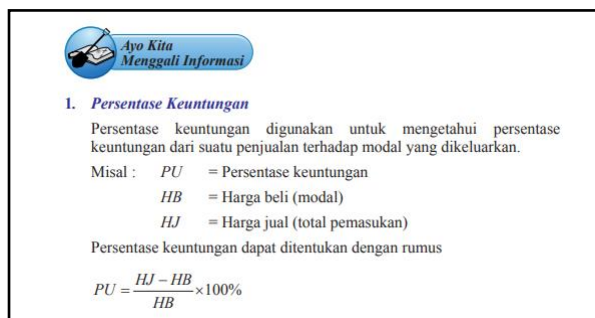 Ayo Kita
Menggali Informasi
1. Persentase Keuntungan
Persentase keuntungan digunakan untuk mengetahui persentase
keuntungan dari suatu penjualan terhadap modal yang dikeluarkan.
Misal : PU = Persentase keuntungan
HB = Harga beli (modal)
HJ = Harga jual (total pemasukan)
Persentase keuntungan dapat ditentukan dengan rumus
PU = \frac{HJ - HB}{HB} × 100%